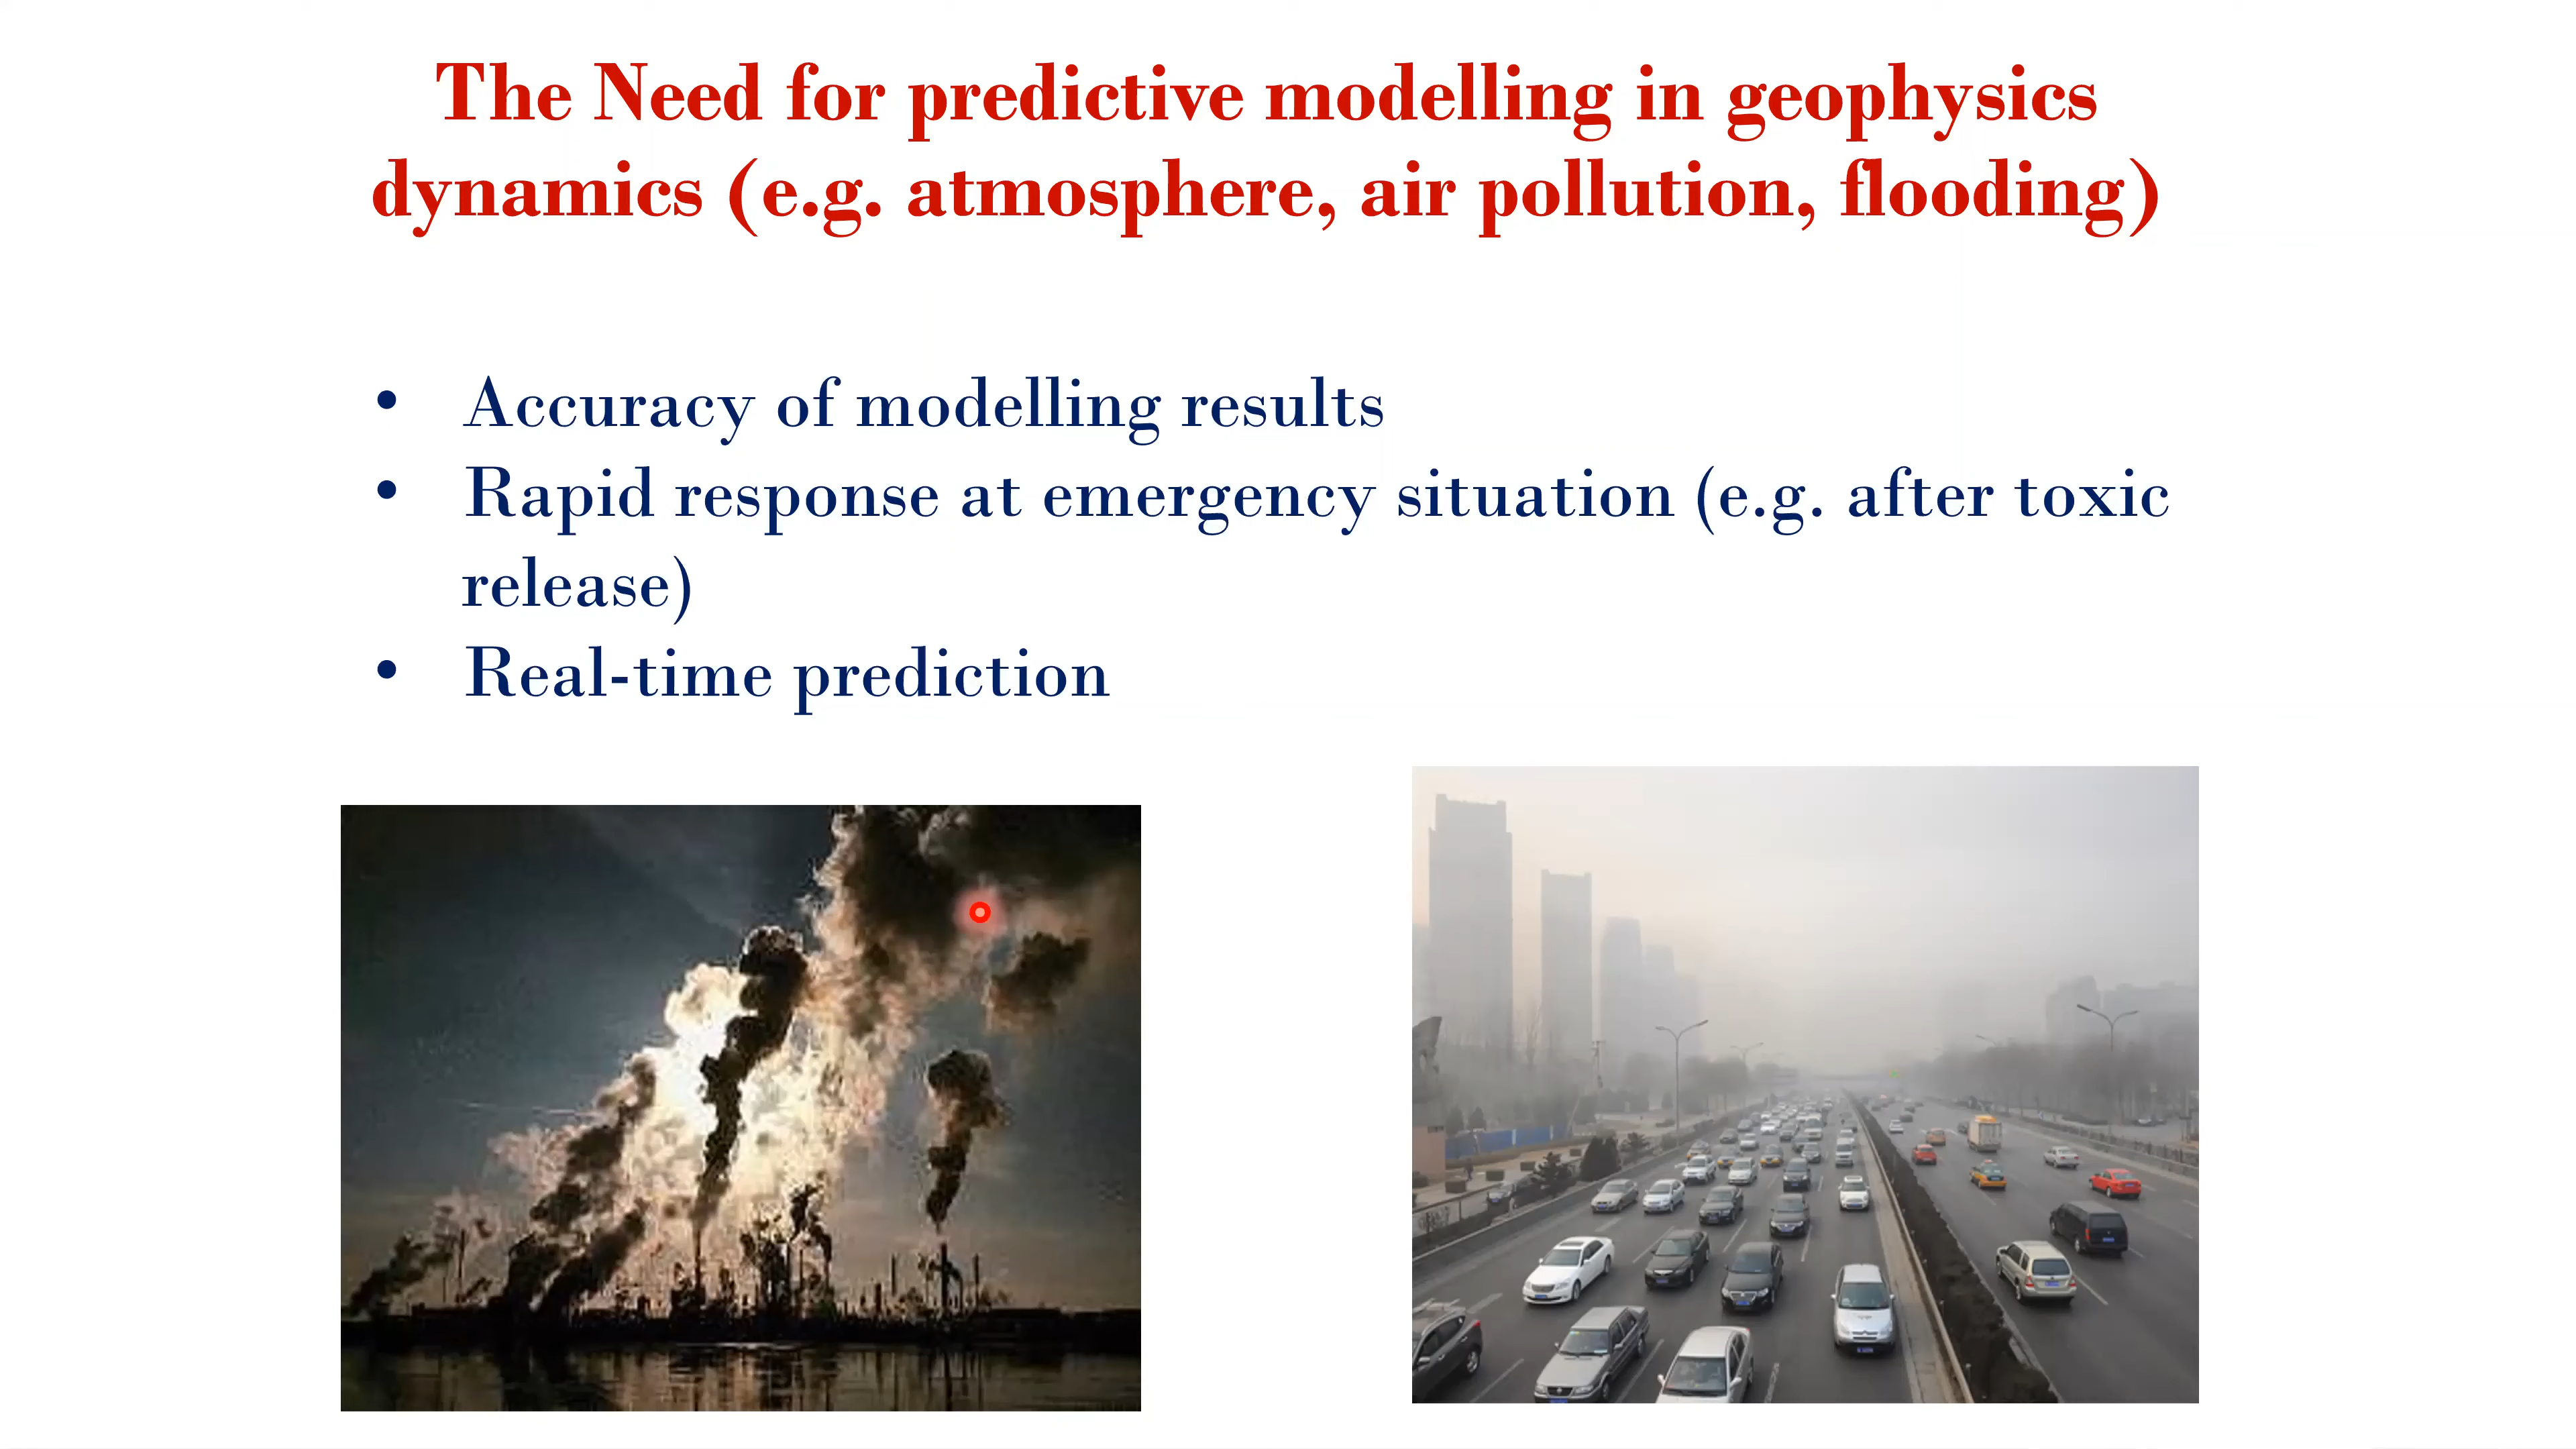 The Need for predictive modelling in geophysics
dynamics (e.g. atmosphere, air pollution, flooding)
• Accuracy of modelling results
• Rapid response at emergency situation (e.g. after toxic
release)
• Real-time prediction